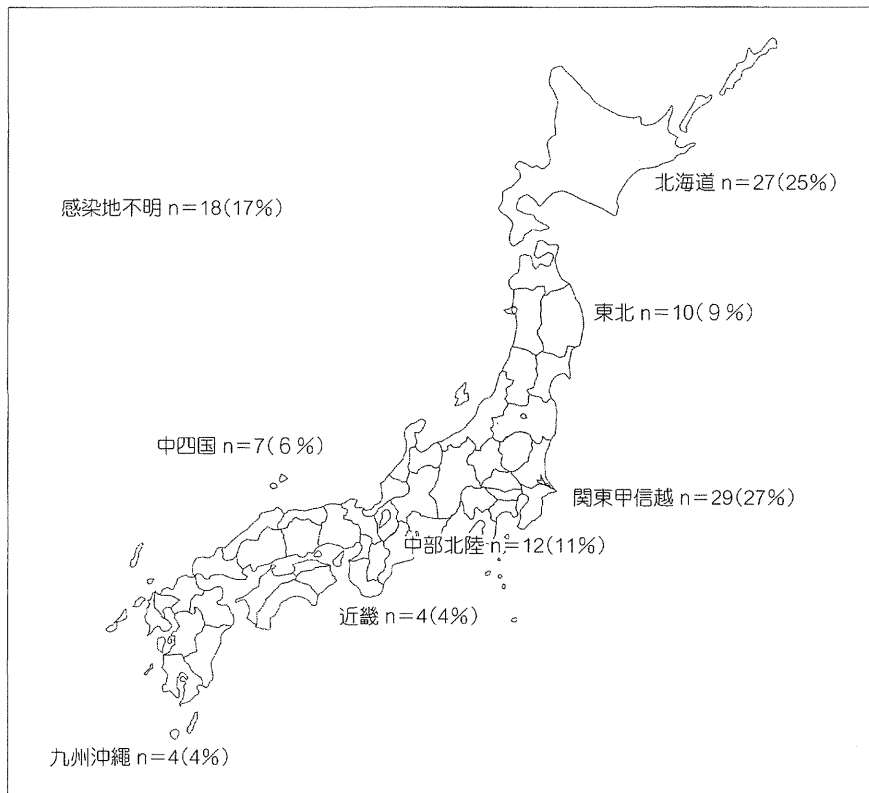 北海道 n=27(25%)
感染地不明 n=18(17%)
東北 n=10(9%)
中四国 n=7(6%)
関東甲信越 n=29(27%)
中部北陸 n=12(11%)
近畿 n=4(4%)
九州沖縄 n=4(4%)